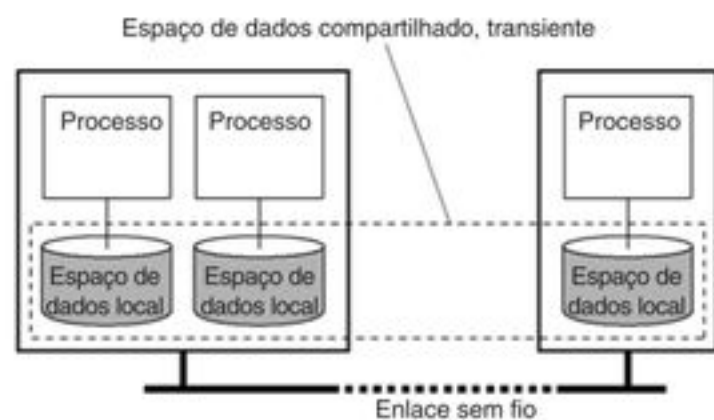 Espaço de dados compartilhado, transiente
Processo
Processo
Processo
Espaço de
dados local
Espaço de
dados local
Espaço de
dados local
Enlace sem fio